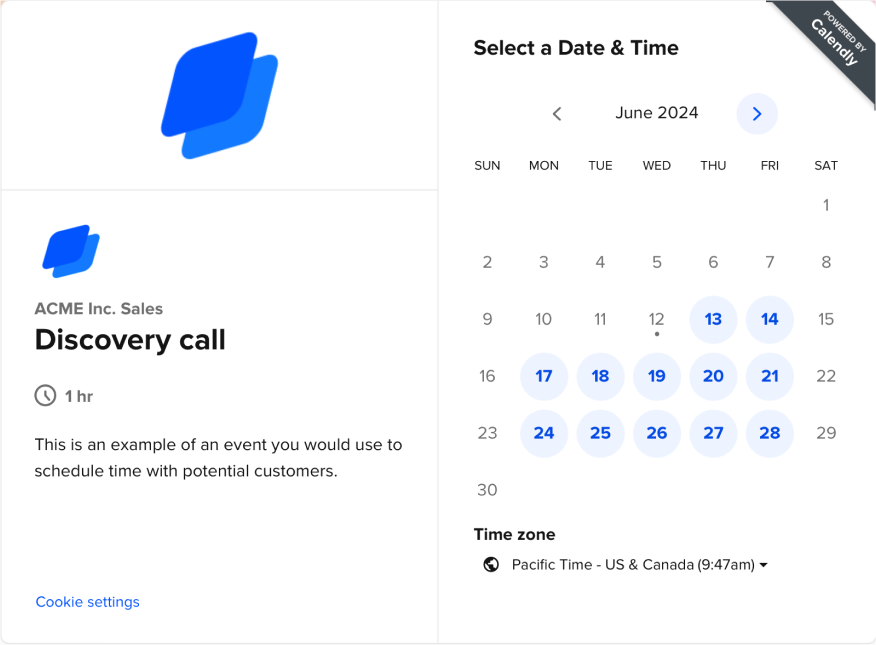 ACME Inc. Sales
Discovery call
1 hr
This is an example of an event you would use to
schedule time with potential customers.
Cookie settings
Select a Date & Time
POWERED BY
Calendly
June 2024
SUN MON TUE WED THU FRI SAT
1
2 3 4 5 6 7 8
9 10 11 12 13 14 15
16 17 18 19 20 21 22
23 24 25 26 27 28 29
30
Time zone
Pacific Time - US & Canada (9:47am)